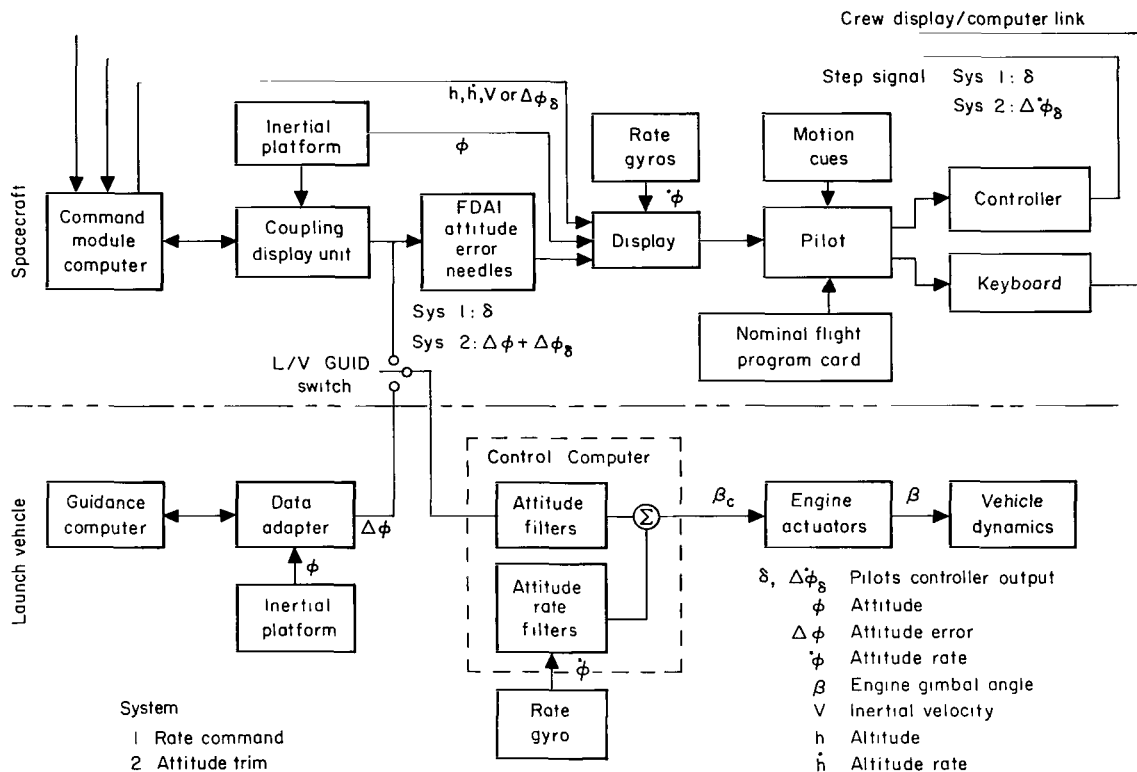 Crew display/computer link
Step signal Sys 1: δ
Sys 2: Δφ̇δ
h, ḣ, V or Δφδ
Inertial platform
φ
Rate gyros
φ̇
Motion cues
Spacecraft
Command module computer
Coupling display unit
FDAI attitude error needles
Display
Pilot
Controller
Keyboard
Sys 1: δ
Sys 2: Δφ + Δφδ
Nominal flight program card
L/V GUID switch
Launch vehicle
Control Computer
Guidance computer
Data adapter
Δφ
Attitude filters
Σ
βc
Engine actuators
β
Vehicle dynamics
φ
Inertial platform
Attitude rate filters
φ̇
Rate gyro
δ, Δφ̇δ Pilots controller output
φ Attitude
Δφ Attitude error
φ̇ Attitude rate
β Engine gimbal angle
V Inertial velocity
h Altitude
ḣ Altitude rate
System
1 Rate command
2 Attitude trim